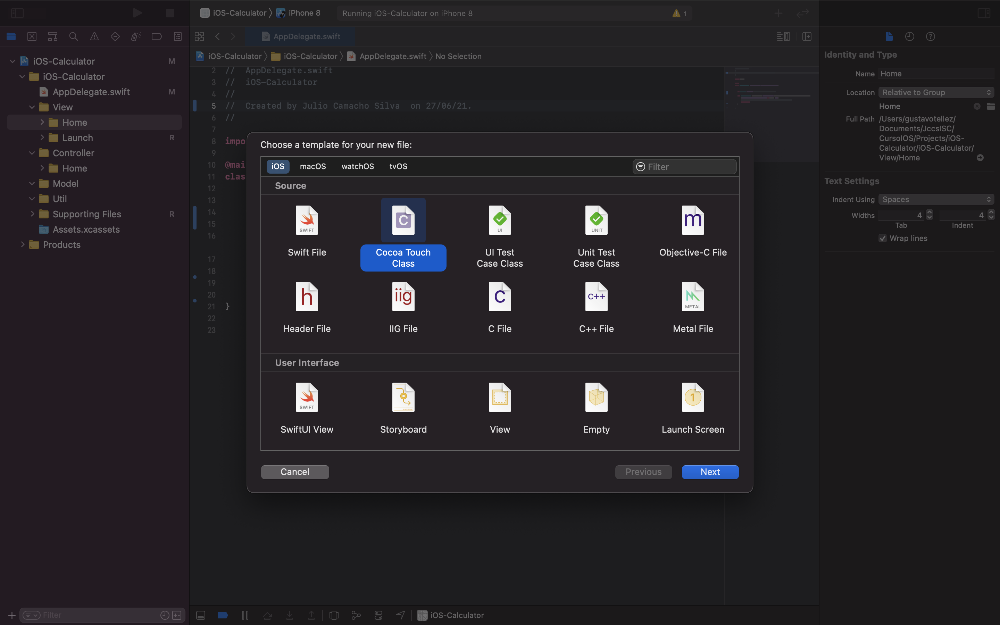 iOS-Calculator
iPhone 8
Running iOS-Calculator on iPhone 8
1
AppDelegate.swift
iOS-Calculator
iOS-Calculator
AppDelegate.swift
No Selection
iOS-Calculator M
iOS-Calculator
AppDelegate.swift M
View
Home
Launch R
Controller
Home
Model
Util
Supporting Files R
Assets.xcassets
Products
2 // AppDelegate.swift
3 // iOS-Calculator
4 //
5 // Created by Julio Camacho Silva  on 27/06/21.
6 //
7
8 impo
9
10 @mai
11 clas
12
13
14
15
16
17
18
19
20
21 }
22
23
Choose a template for your new file:
iOS macOS watchOS tvOS
Filter
Source
SWIFT
Swift File
C
Cocoa Touch
Class
UI
UI Test
Case Class
UNIT
Unit Test
Case Class
m
Objective-C File
h
Header File
iig
IIG File
C
C File
C++
C++ File
METAL
Metal File
User Interface
SWIFT
SwiftUI View
Storyboard
View
Empty
1
Launch Screen
Cancel
Previous
Next
Identity and Type
Name Home
Location Relative to Group
Home
Full Path /Users/gustavotellez/
Documents/JccsISC/
CursoIOS/Projects/iOS-
Calculator/iOS-Calculator/
View/Home
Text Settings
Indent Using Spaces
Widths 4 4
Tab Indent
Wrap lines
Filter
iOS-Calculator